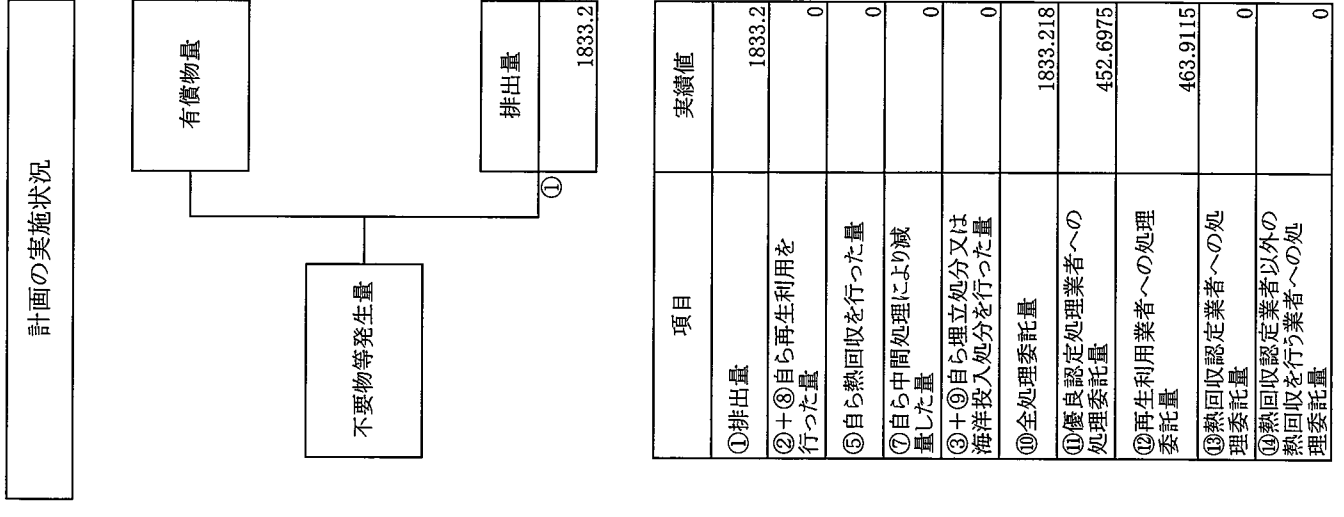 計画の実施状況
有償物量
不要物等発生量
排出量
①
1833.2
項目
実績値
①排出量
1833.2
②+⑧自ら再生利用を
行った量
0
⑤自ら熱回収を行った量
0
⑦自ら中間処理により減
量した量
0
③+⑨自ら埋立処分又は
海洋投入処分を行った量
0
⑩全処理委託量
1833.218
⑪優良認定処理業者への
処理委託量
452.6975
⑫再生利用業者への処理
委託量
463.9115
⑬熱回収認定業者への処
理委託量
0
⑭熱回収認定業者以外の
熱回収を行う業者への処
理委託量
0